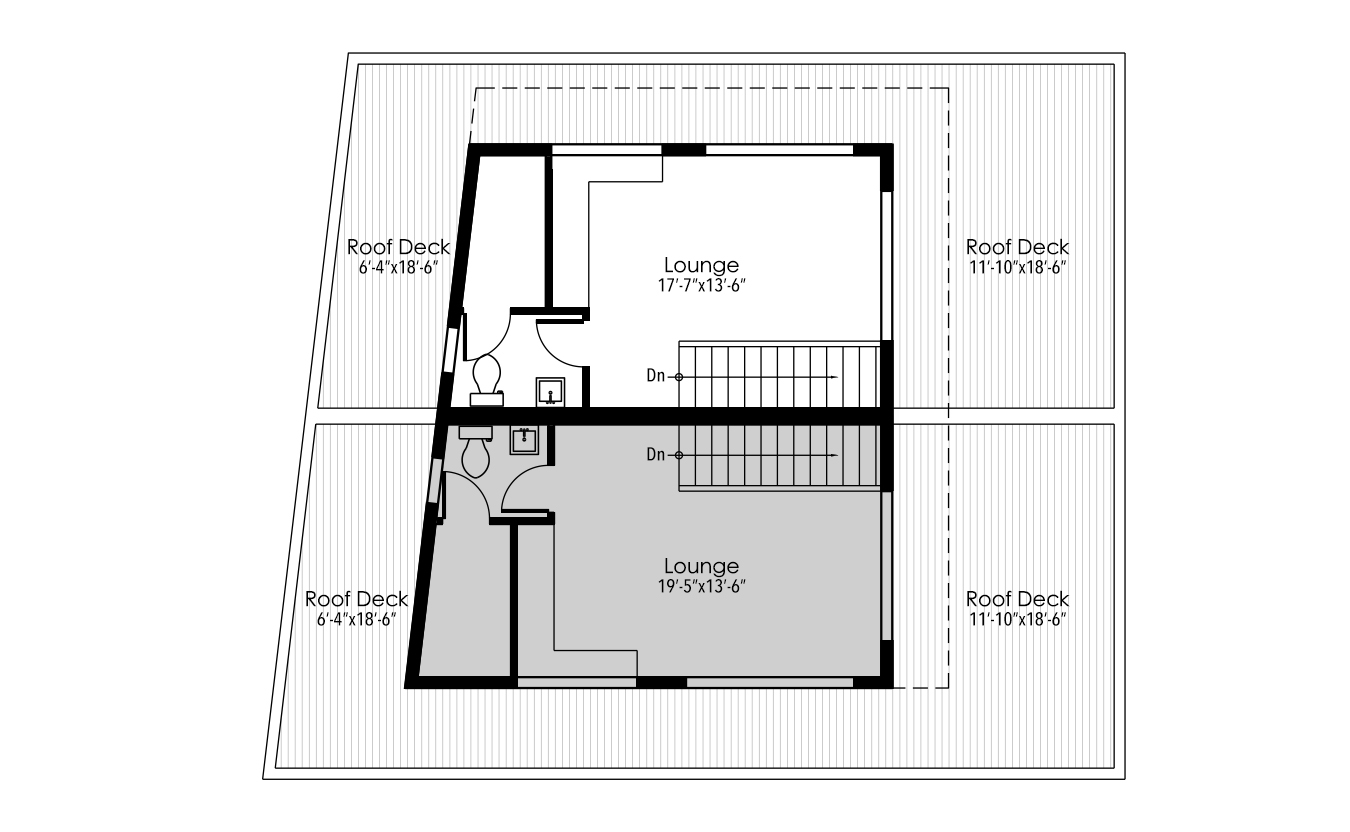 Roof Deck
6'-4"x18'-6"
Lounge
17'-7"x13'-6"
Roof Deck
11'-10"x18'-6"
Dn
Dn
Lounge
19'-5"x13'-6"
Roof Deck
6'-4"x18'-6"
Roof Deck
11'-10"x18'-6"